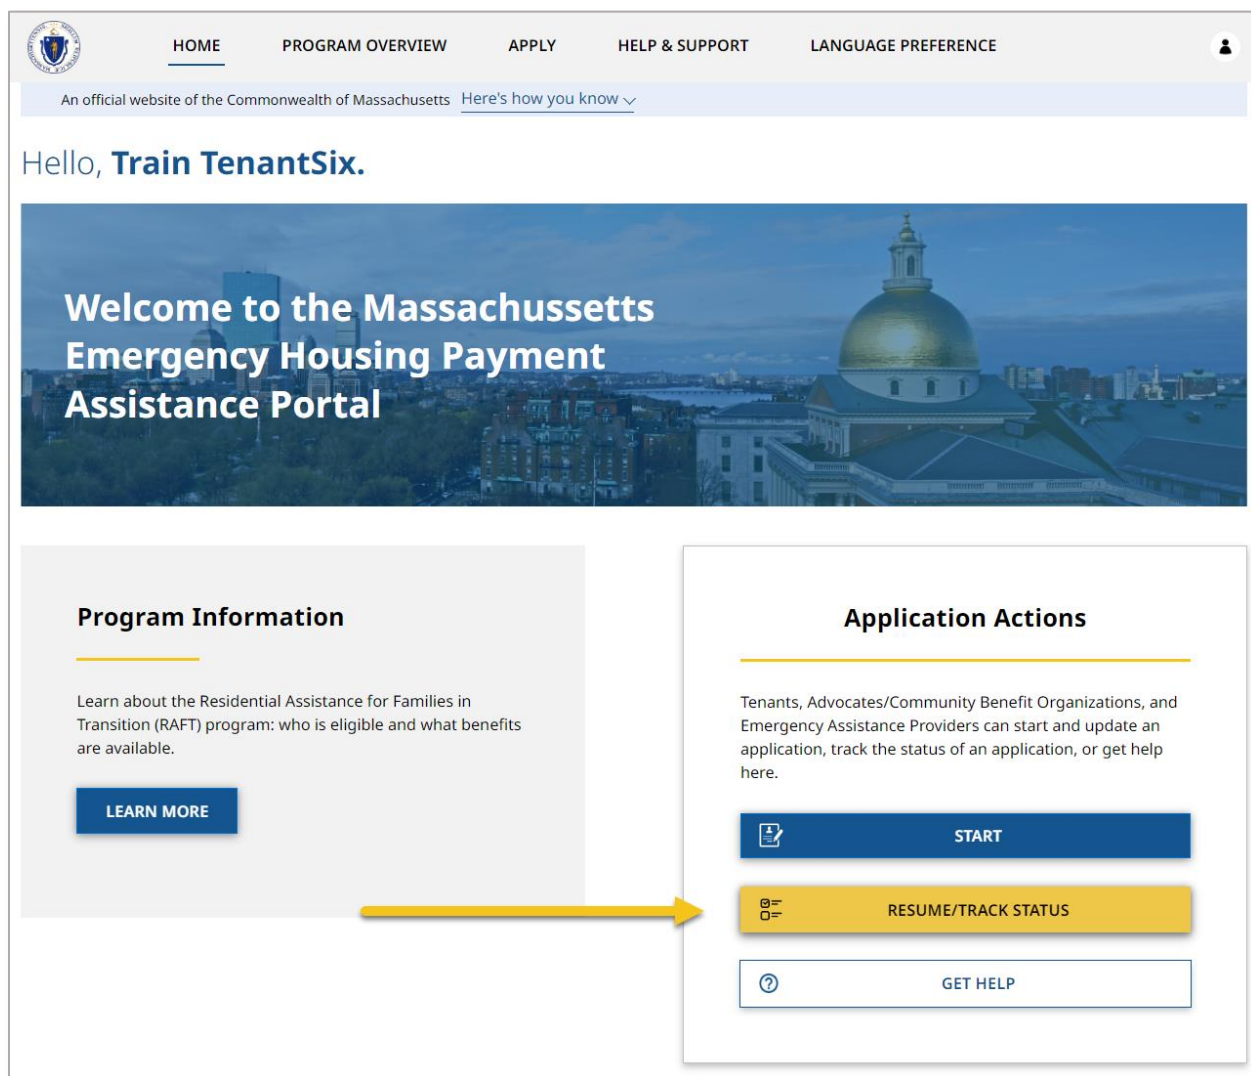 HOME PROGRAM OVERVIEW APPLY HELP & SUPPORT LANGUAGE PREFERENCE
An official website of the Commonwealth of Massachusetts Here's how you know
Hello, Train TenantSix.
Welcome to the Massachussetts
Emergency Housing Payment
Assistance Portal
Program Information
Learn about the Residential Assistance for Families in
Transition (RAFT) program: who is eligible and what benefits
are available.
LEARN MORE
Application Actions
Tenants, Advocates/Community Benefit Organizations, and
Emergency Assistance Providers can start and update an
application, track the status of an application, or get help
here.
START
RESUME/TRACK STATUS
GET HELP